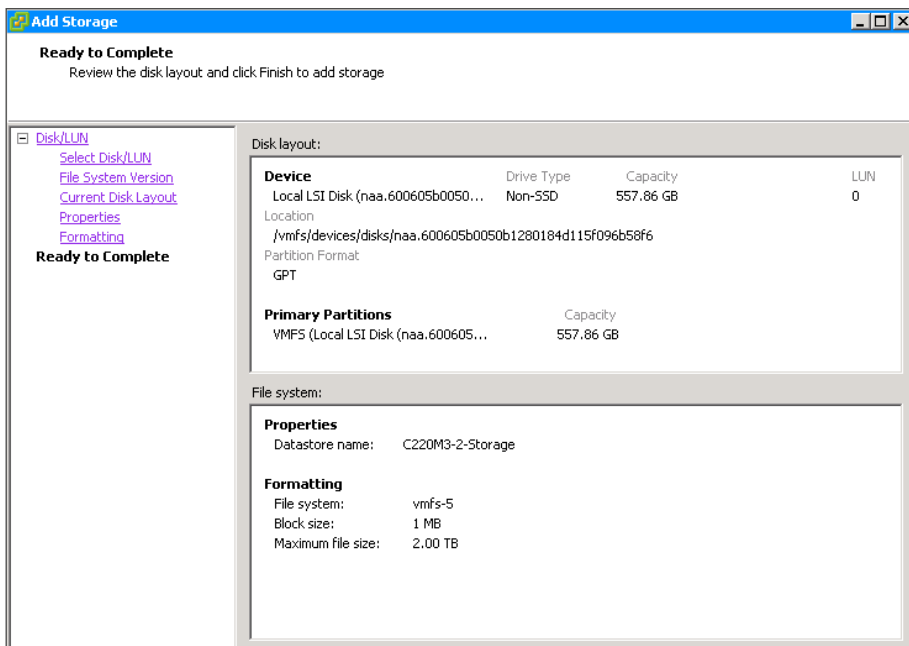 Add Storage
Ready to Complete
Review the disk layout and click Finish to add storage
Disk/LUN
Select Disk/LUN
File System Version
Current Disk Layout
Properties
Formatting
Ready to Complete
Disk layout:
Device Drive Type Capacity LUN
Local LSI Disk (naa.600605b0050... Non-SSD 557.86 GB 0
Location
/vmfs/devices/disks/naa.600605b0050b1280184d115f096b58f6
Partition Format
GPT
Primary Partitions Capacity
VMFS (Local LSI Disk (naa.600605... 557.86 GB
File system:
Properties
Datastore name: C220M3-2-Storage
Formatting
File system: vmfs-5
Block size: 1 MB
Maximum file size: 2.00 TB